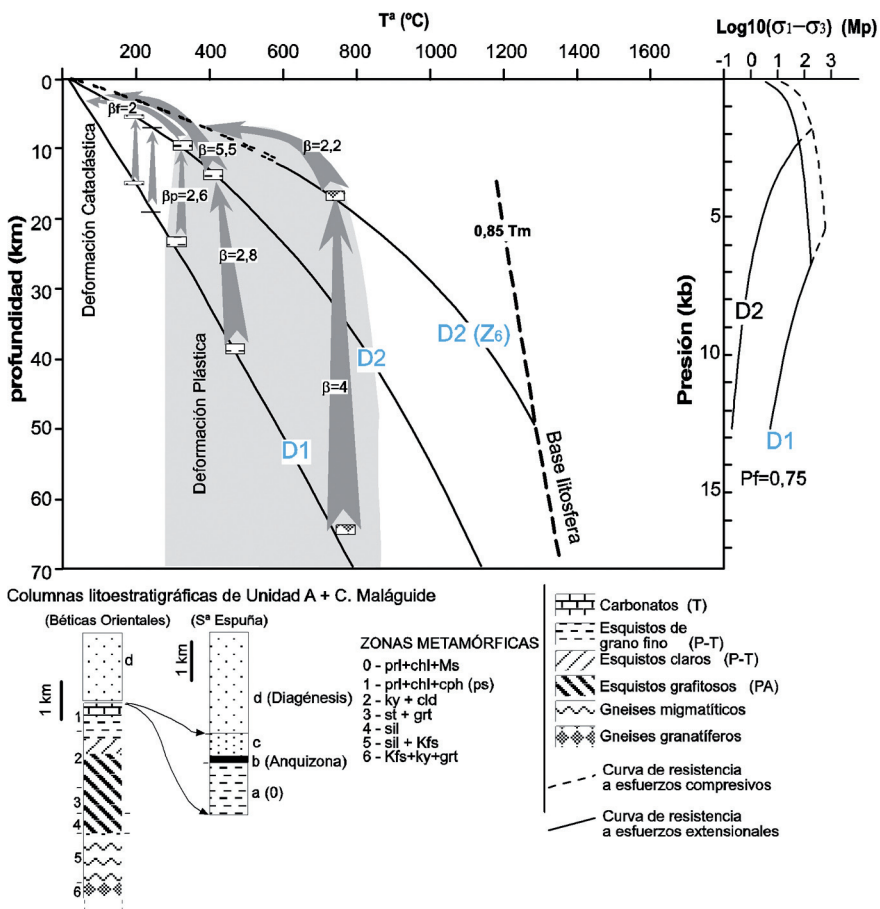 Tª (ºC)
200 400 600 800 1000 1200 1400 1600
profundidad (km)
0
10
20
30
40
50
60
70
Deformación Cataclástica
Deformación Plástica
βf=2
β=5,5
β=2,2
βp=2,6
β=2,8
β=4
0,85 Tm
D2 (Z6)
D2
D1
Base litosfera
Log10(σ1−σ3) (Mp)
-1 0 1 2 3
Presión (kb)
5
10
15
D2
D1
Pf=0,75
Columnas litoestratigráficas de Unidad A + C. Maláguide
(Béticas Orientales) (Sª Espuña)
1 km
d
1
2
3
4
5
6
1 km
d (Diagénesis)
c
b (Anquizona)
a (0)
ZONAS METAMÓRFICAS
0 - prl+chl+Ms
1 - prl+chl+cph (ps)
2 - ky + cld
3 - st + grt
4 - sil
5 - sil + Kfs
6 - Kfs+ky+grt
Carbonatos (T)
Esquistos de
grano fino (P-T)
Esquistos claros (P-T)
Esquistos grafitosos (PA)
Gneises migmatíticos
Gneises granatíferos
Curva de resistencia
a esfuerzos compresivos
Curva de resistencia
a esfuerzos extensionales